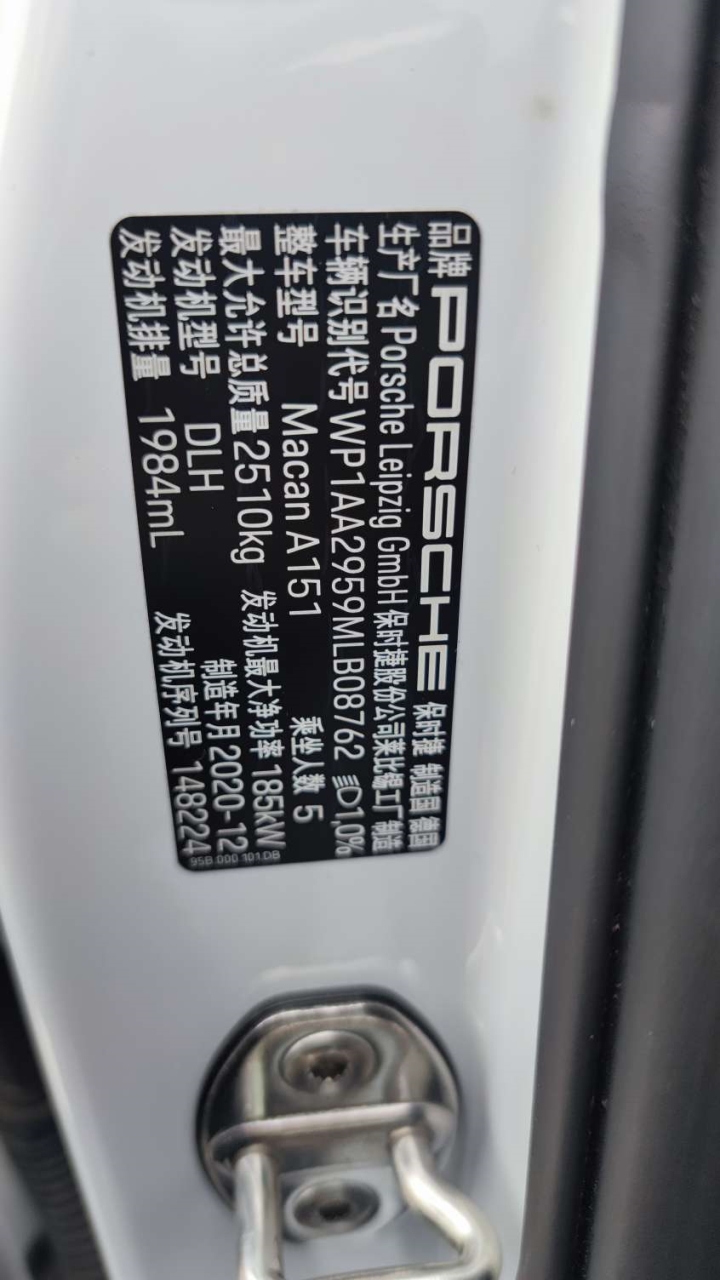 品牌 PORSCHE 保时捷 制造国 德国
生产厂名 Porsche Leipzig GmbH 保时捷股份公司莱比锡工厂 制造
车辆识别代号 WP1AA2959MLB08762 1,0%
整车型号 Macan A151 乘坐人数 5
最大允许总质量 2510kg 发动机最大净功率 185kW
发动机型号 DLH 制造年月 2020-12
发动机排量 1984mL 发动机序列号 148224
95B.000.101.DB